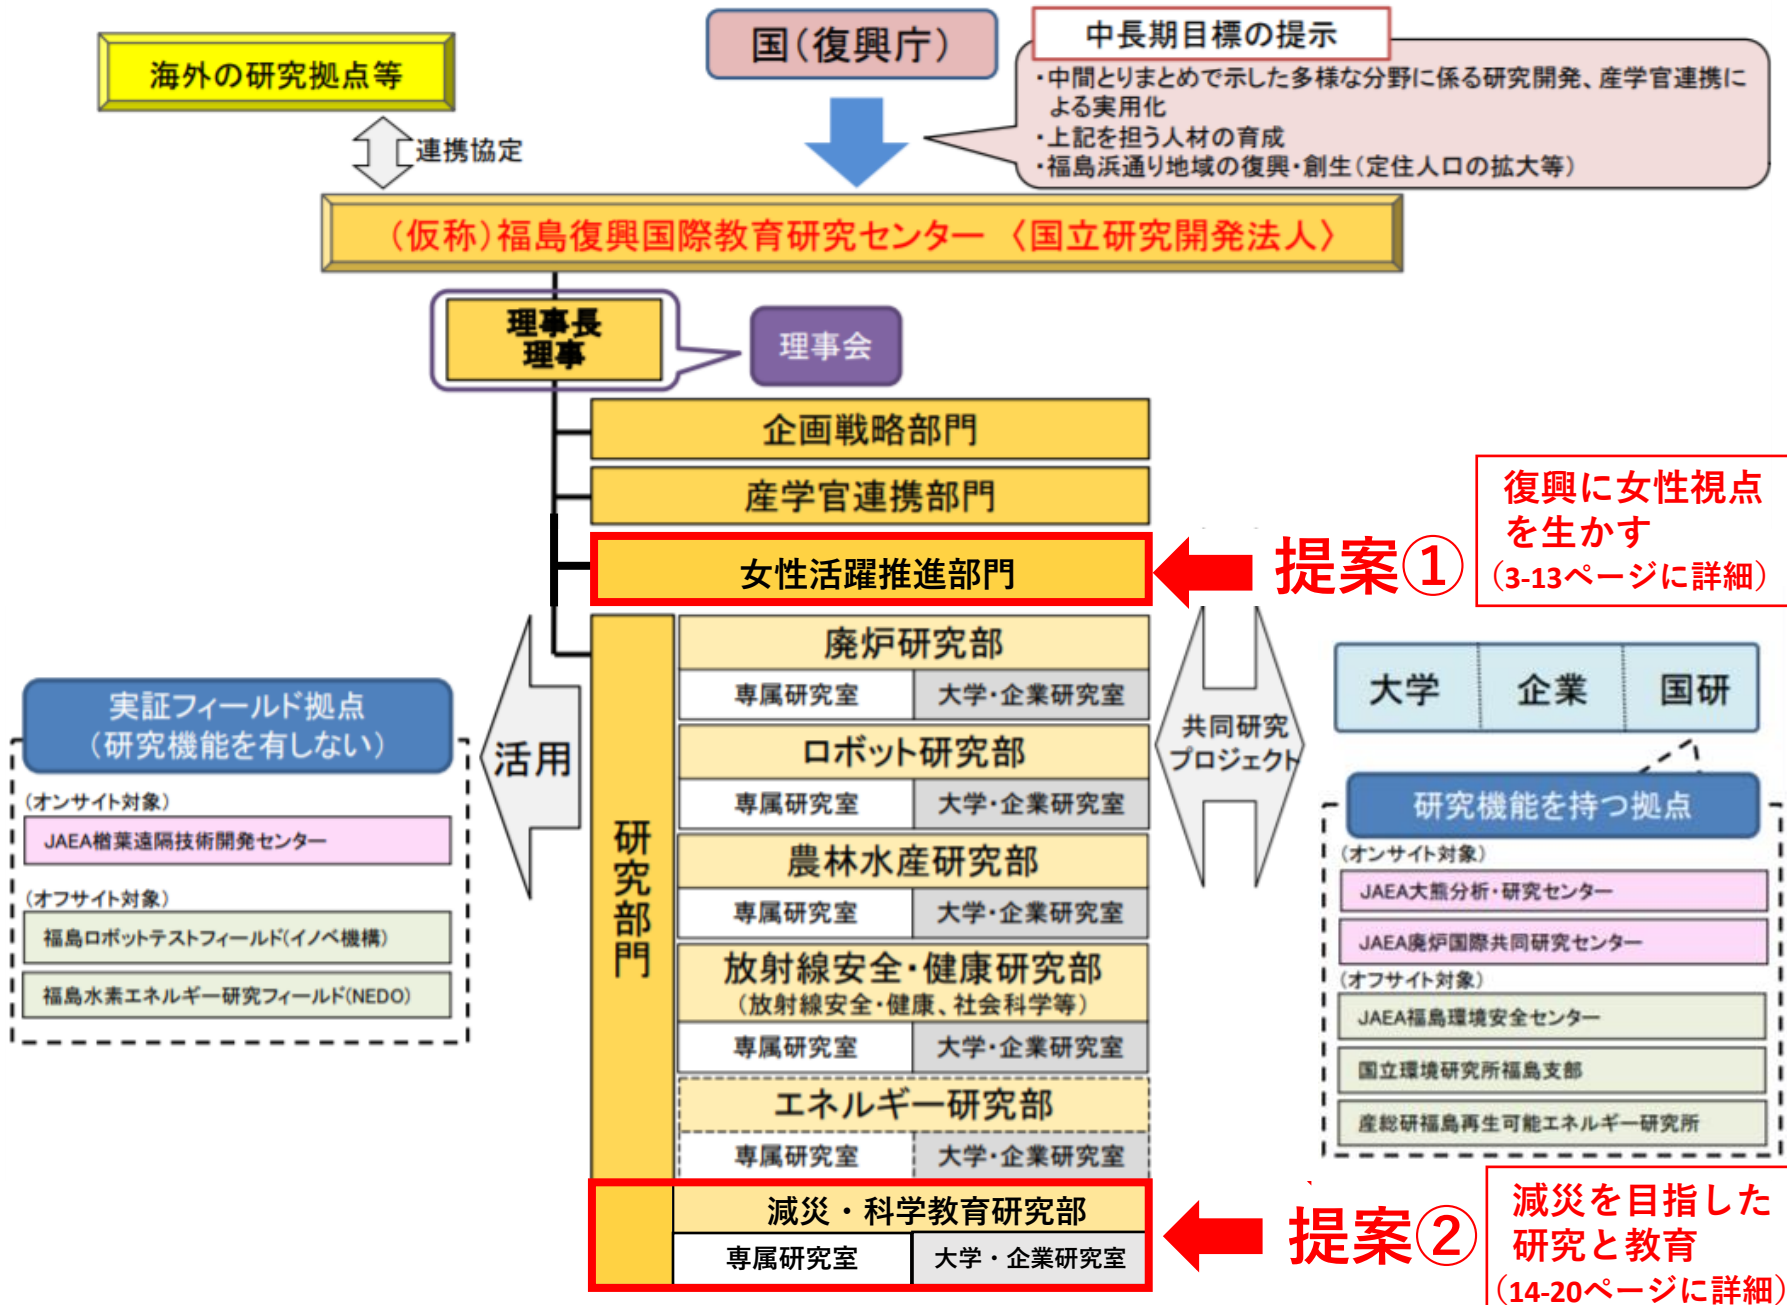 国(復興庁)
中長期目標の提示
・中間とりまとめで示した多様な分野に係る研究開発、産学官連携に
よる実用化
・上記を担う人材の育成
・福島浜通り地域の復興・創生(定住人口の拡大等)
海外の研究拠点等
連携協定
(仮称)福島復興国際教育研究センター 〈国立研究開発法人〉
理事長
理事
理事会
企画戦略部門
産学官連携部門
女性活躍推進部門
提案①
復興に女性視点
を生かす
(3-13ページに詳細)
研究部門
廃炉研究部
専属研究室 大学・企業研究室
ロボット研究部
専属研究室 大学・企業研究室
農林水産研究部
専属研究室 大学・企業研究室
放射線安全・健康研究部
(放射線安全・健康、社会科学等)
専属研究室 大学・企業研究室
エネルギー研究部
専属研究室 大学・企業研究室
減災・科学教育研究部
専属研究室 大学・企業研究室
提案②
減災を目指した
研究と教育
(14-20ページに詳細)
活用
実証フィールド拠点
(研究機能を有しない)
(オンサイト対象)
JAEA楢葉遠隔技術開発センター
(オフサイト対象)
福島ロボットテストフィールド(イノベ機構)
福島水素エネルギー研究フィールド(NEDO)
共同研究
プロジェクト
大学 企業 国研
研究機能を持つ拠点
(オンサイト対象)
JAEA大熊分析・研究センター
JAEA廃炉国際共同研究センター
(オフサイト対象)
JAEA福島環境安全センター
国立環境研究所福島支部
産総研福島再生可能エネルギー研究所